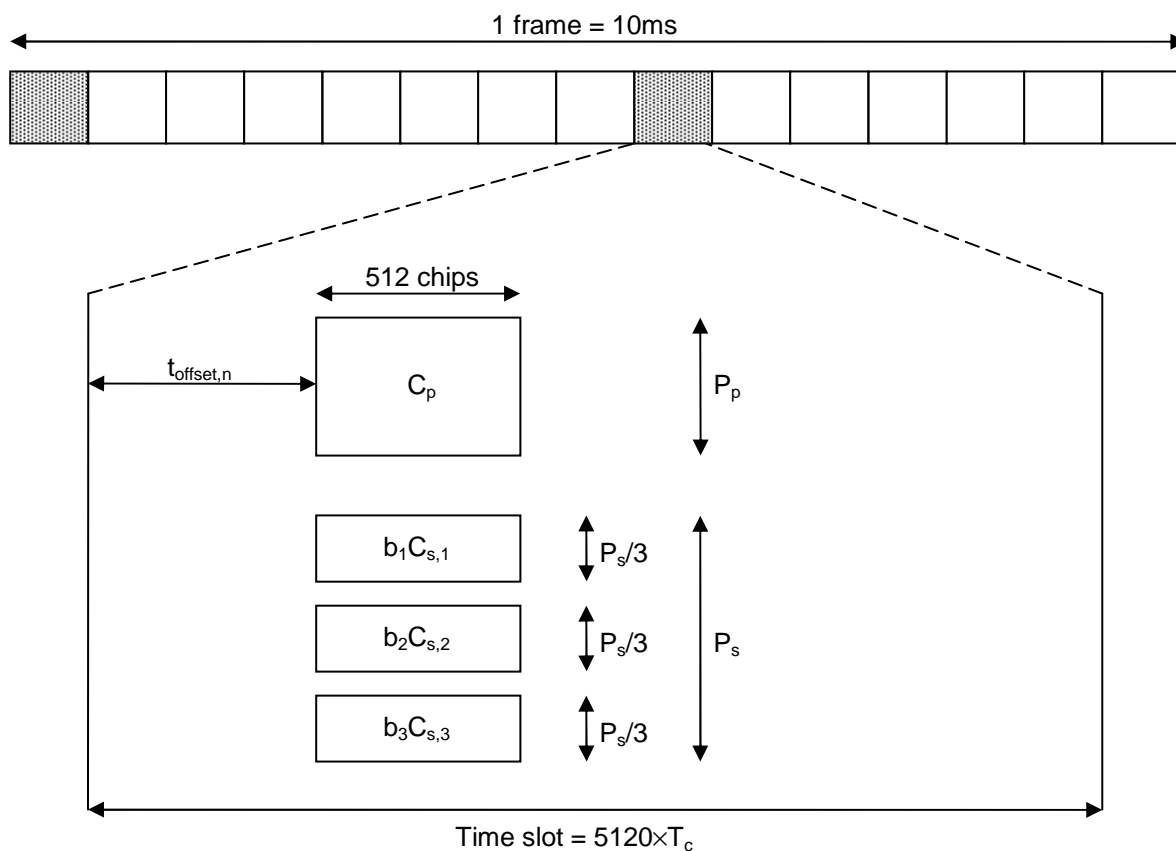 1 frame = 10ms
512 chips
t_offset,n
C_p
P_p
b_1C_s,1
P_s/3
b_2C_s,2
P_s/3
P_s
b_3C_s,3
P_s/3
Time slot = 5120×T_c